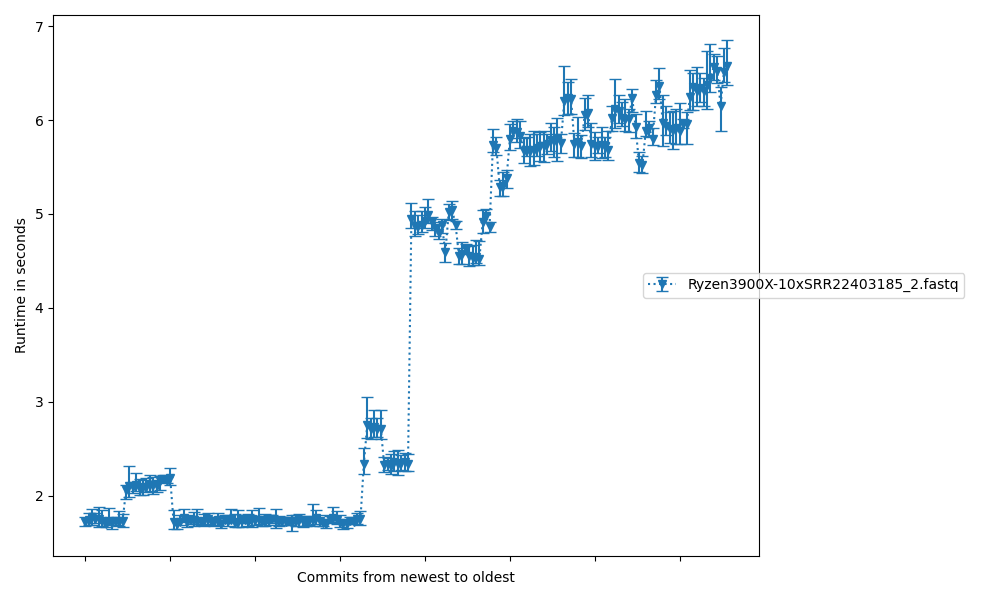 7
6
5
4
3
2
Runtime in seconds
Commits from newest to oldest
Ryzen3900X-10xSRR22403185_2.fastq